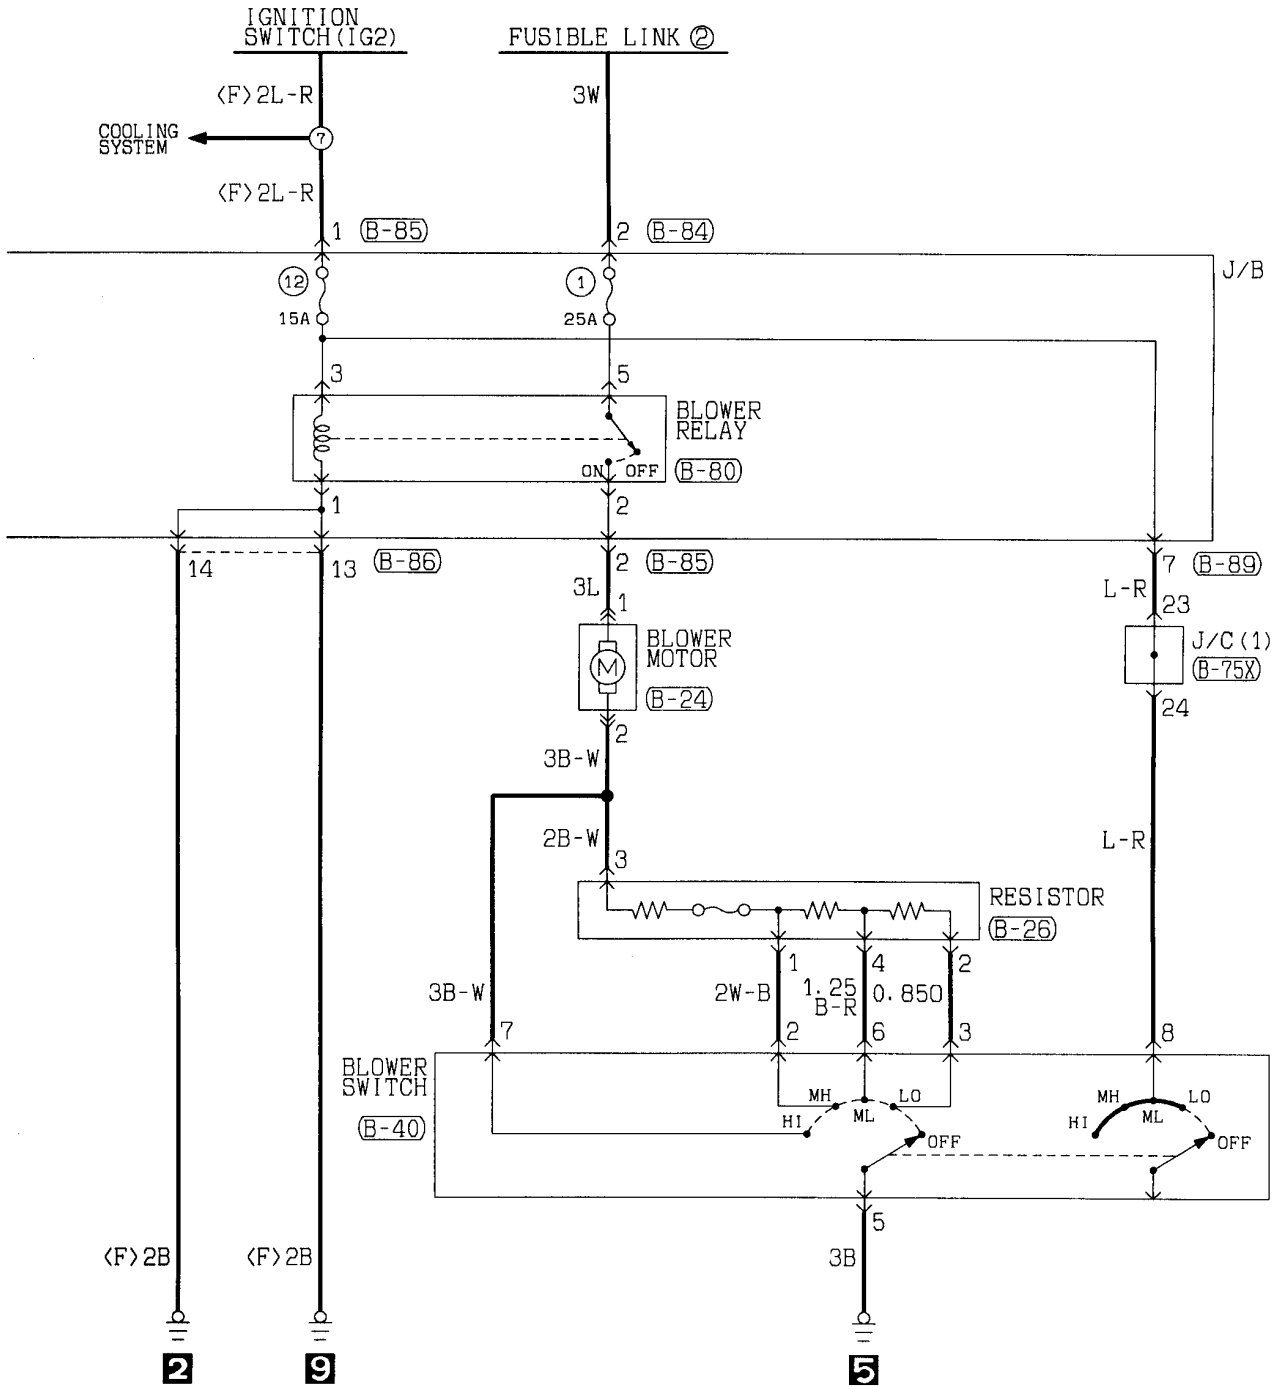 IGNITION
SWITCH(IG2)
FUSIBLE LINK ②
<F>2L-R
3W
COOLING
SYSTEM
7
<F>2L-R
1
B-85
2
B-84
J/B
12
1
15A
25A
3
5
BLOWER
RELAY
ON
OFF
B-80
1
2
14
13
B-86
2
B-85
7
B-89
3L
1
L-R
23
BLOWER
MOTOR
M
J/C(1)
B-75X
B-24
2
24
3B-W
2B-W
3
L-R
RESISTOR
B-26
1
4
2
3B-W
2W-B
1.25
B-R
0.85O
7
2
6
3
8
BLOWER
SWITCH
B-40
MH
ML
LO
HI
OFF
MH
ML
LO
HI
OFF
5
<F>2B
<F>2B
3B
2
9
5